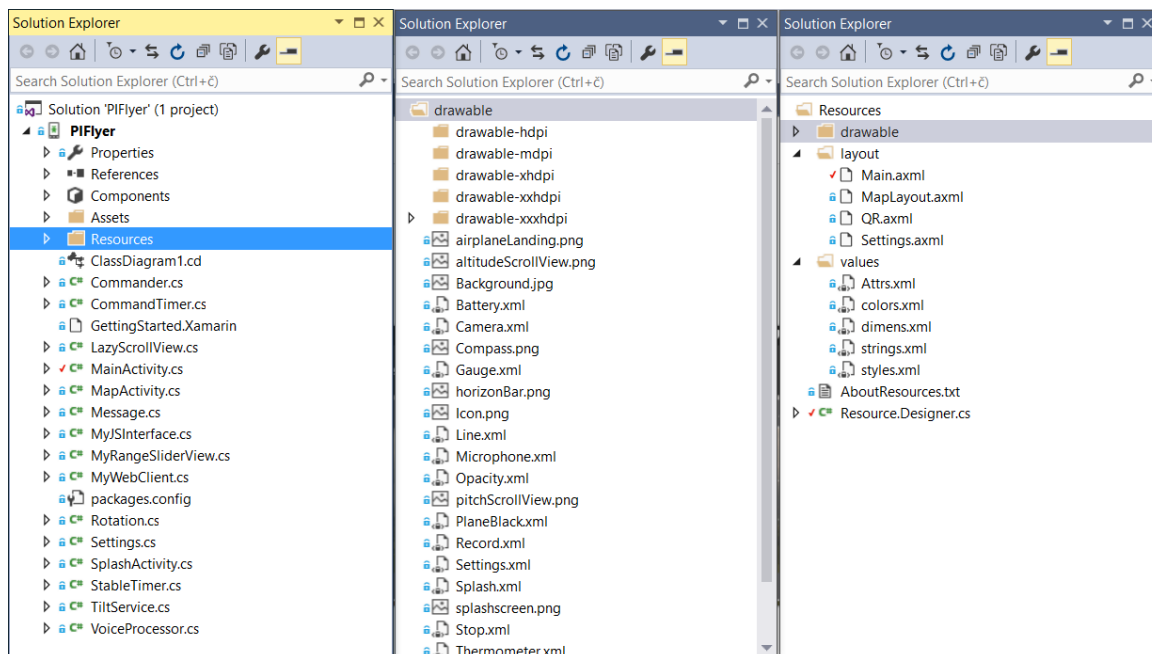 Solution Explorer
Search Solution Explorer (Ctrl+č)
Solution 'PIFlyer' (1 project)
PIFlyer
Properties
References
Components
Assets
Resources
ClassDiagram1.cd
Commander.cs
CommandTimer.cs
GettingStarted.Xamarin
LazyScrollView.cs
MainActivity.cs
MapActivity.cs
Message.cs
MyJSInterface.cs
MyRangeSliderView.cs
MyWebClient.cs
packages.config
Rotation.cs
Settings.cs
SplashActivity.cs
StableTimer.cs
TiltService.cs
VoiceProcessor.cs
Solution Explorer
Search Solution Explorer (Ctrl+č)
drawable
drawable-hdpi
drawable-mdpi
drawable-xhdpi
drawable-xxhdpi
drawable-xxxhdpi
airplaneLanding.png
altitudeScrollView.png
Background.jpg
Battery.xml
Camera.xml
Compass.png
Gauge.xml
horizonBar.png
Icon.png
Line.xml
Microphone.xml
Opacity.xml
pitchScrollView.png
PlaneBlack.xml
Record.xml
Settings.xml
Splash.xml
splashscreen.png
Stop.xml
Thermometer.xml
Solution Explorer
Search Solution Explorer (Ctrl+č)
Resources
drawable
layout
Main.axml
MapLayout.axml
QR.axml
Settings.axml
values
Attrs.xml
colors.xml
dimens.xml
strings.xml
styles.xml
AboutResources.txt
Resource.Designer.cs